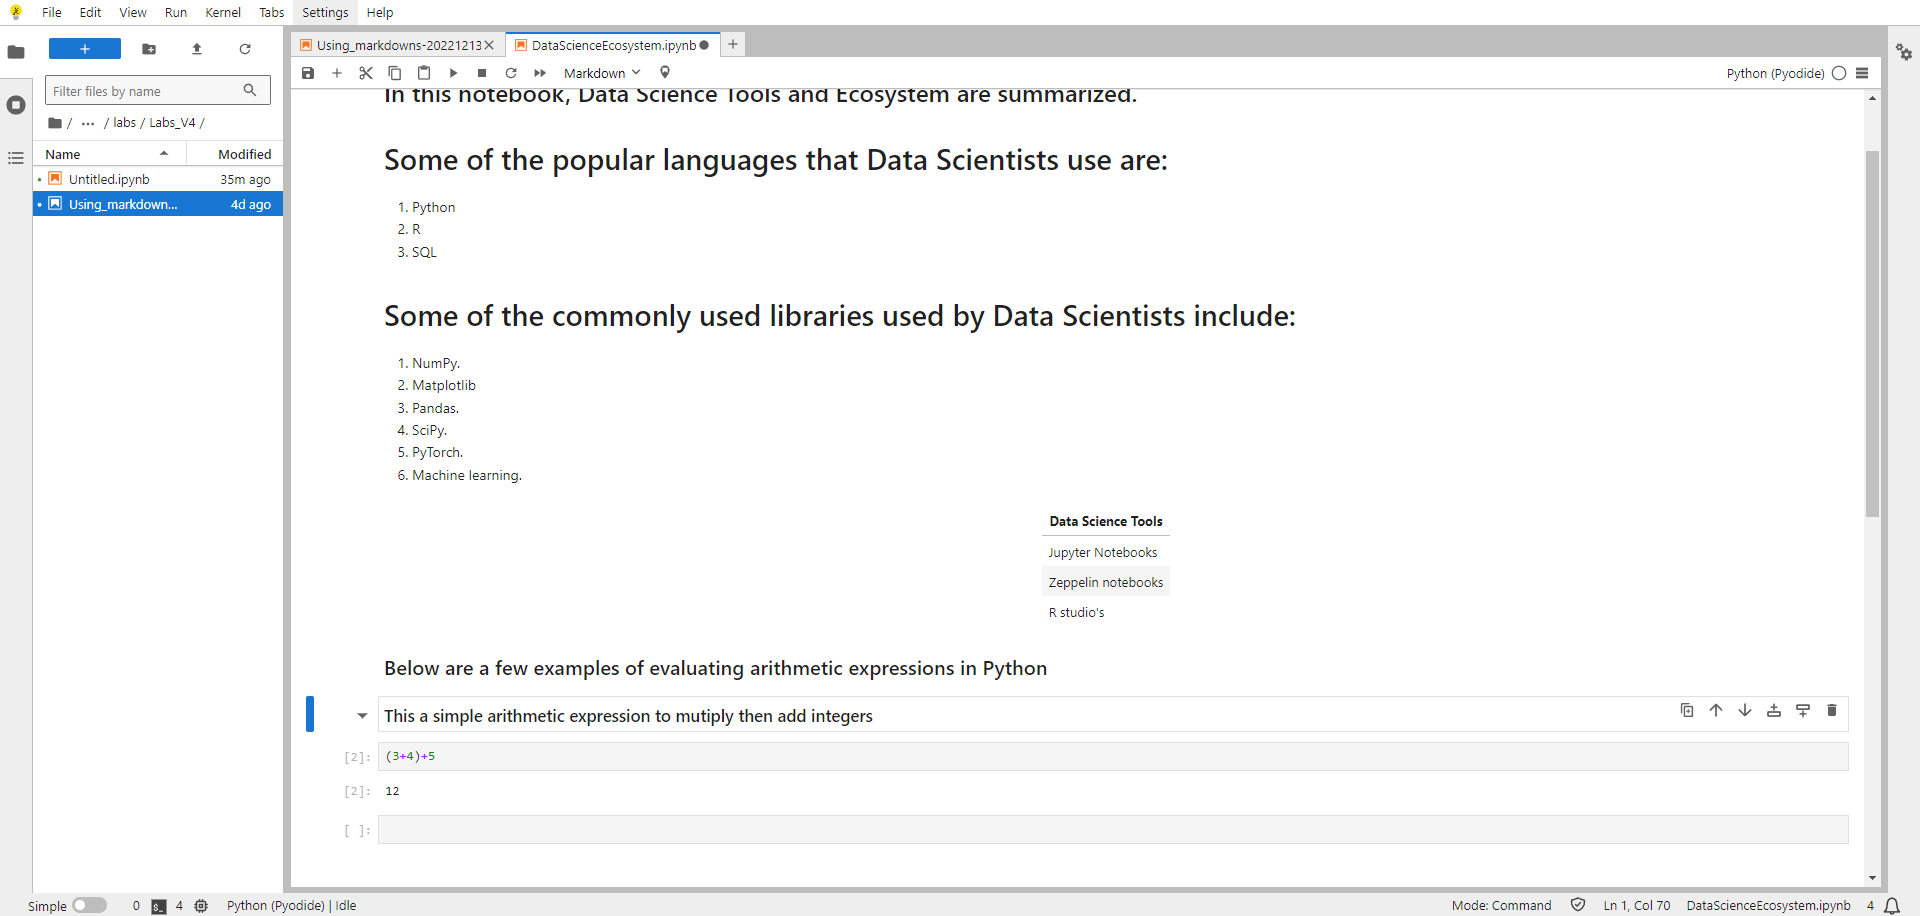 File Edit View Run Kernel Tabs Settings Help
Using_markdowns-20221213
DataScienceEcosystem.ipynb
Markdown
Python (Pyodide)
Filter files by name
/ ... / labs / Labs_V4 /
Name Modified
Untitled.ipynb 35m ago
Using_markdown... 4d ago
In this notebook, Data Science Tools and Ecosystem are summarized.
Some of the popular languages that Data Scientists use are:
1. Python
2. R
3. SQL
Some of the commonly used libraries used by Data Scientists include:
1. NumPy.
2. Matplotlib
3. Pandas.
4. SciPy.
5. PyTorch.
6. Machine learning.
Data Science Tools
Jupyter Notebooks
Zeppelin notebooks
R studio's
Below are a few examples of evaluating arithmetic expressions in Python
This a simple arithmetic expression to mutiply then add integers
[2]: (3+4)+5
[2]: 12
[ ]:
Simple 0 $_ 4 Python (Pyodide) | Idle Mode: Command Ln 1, Col 70 DataScienceEcosystem.ipynb 4